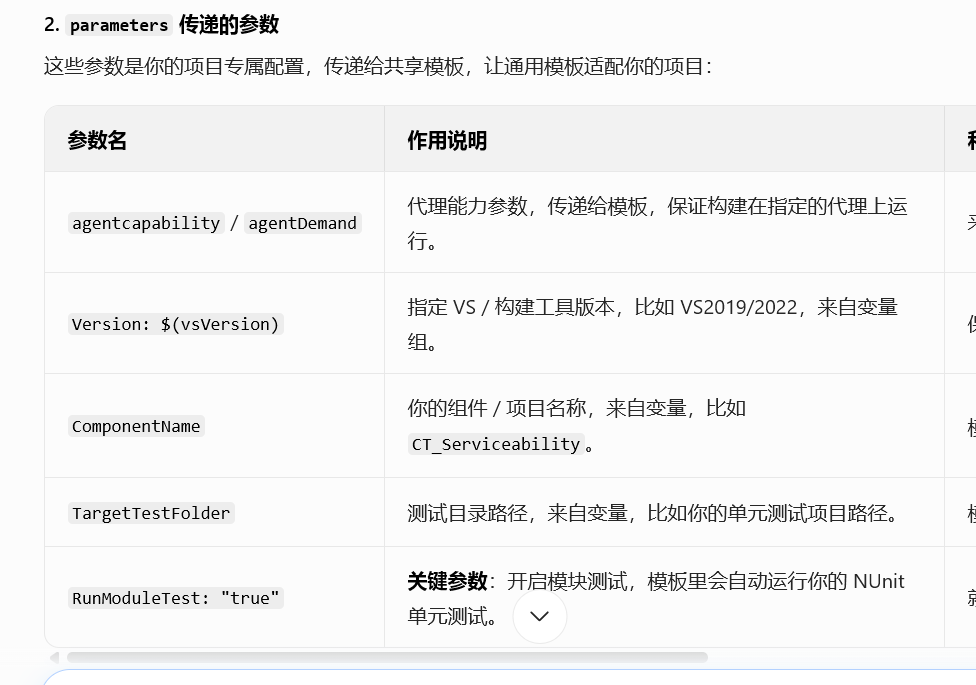 2. parameters 传递的参数
这些参数是你的项目专属配置，传递给共享模板，让通用模板适配你的项目：
参数名
作用说明
agentcapability / agentDemand
代理能力参数，传递给模板，保证构建在指定的代理上运
行。
Version: $(vsVersion)
指定 VS / 构建工具版本，比如 VS2019/2022，来自变量
组。
ComponentName
你的组件 / 项目名称，来自变量，比如
CT_Serviceability。
TargetTestFolder
测试目录路径，来自变量，比如你的单元测试项目路径。
RunModuleTest: "true"
关键参数：开启模块测试，模板里会自动运行你的 NUnit
单元测试。